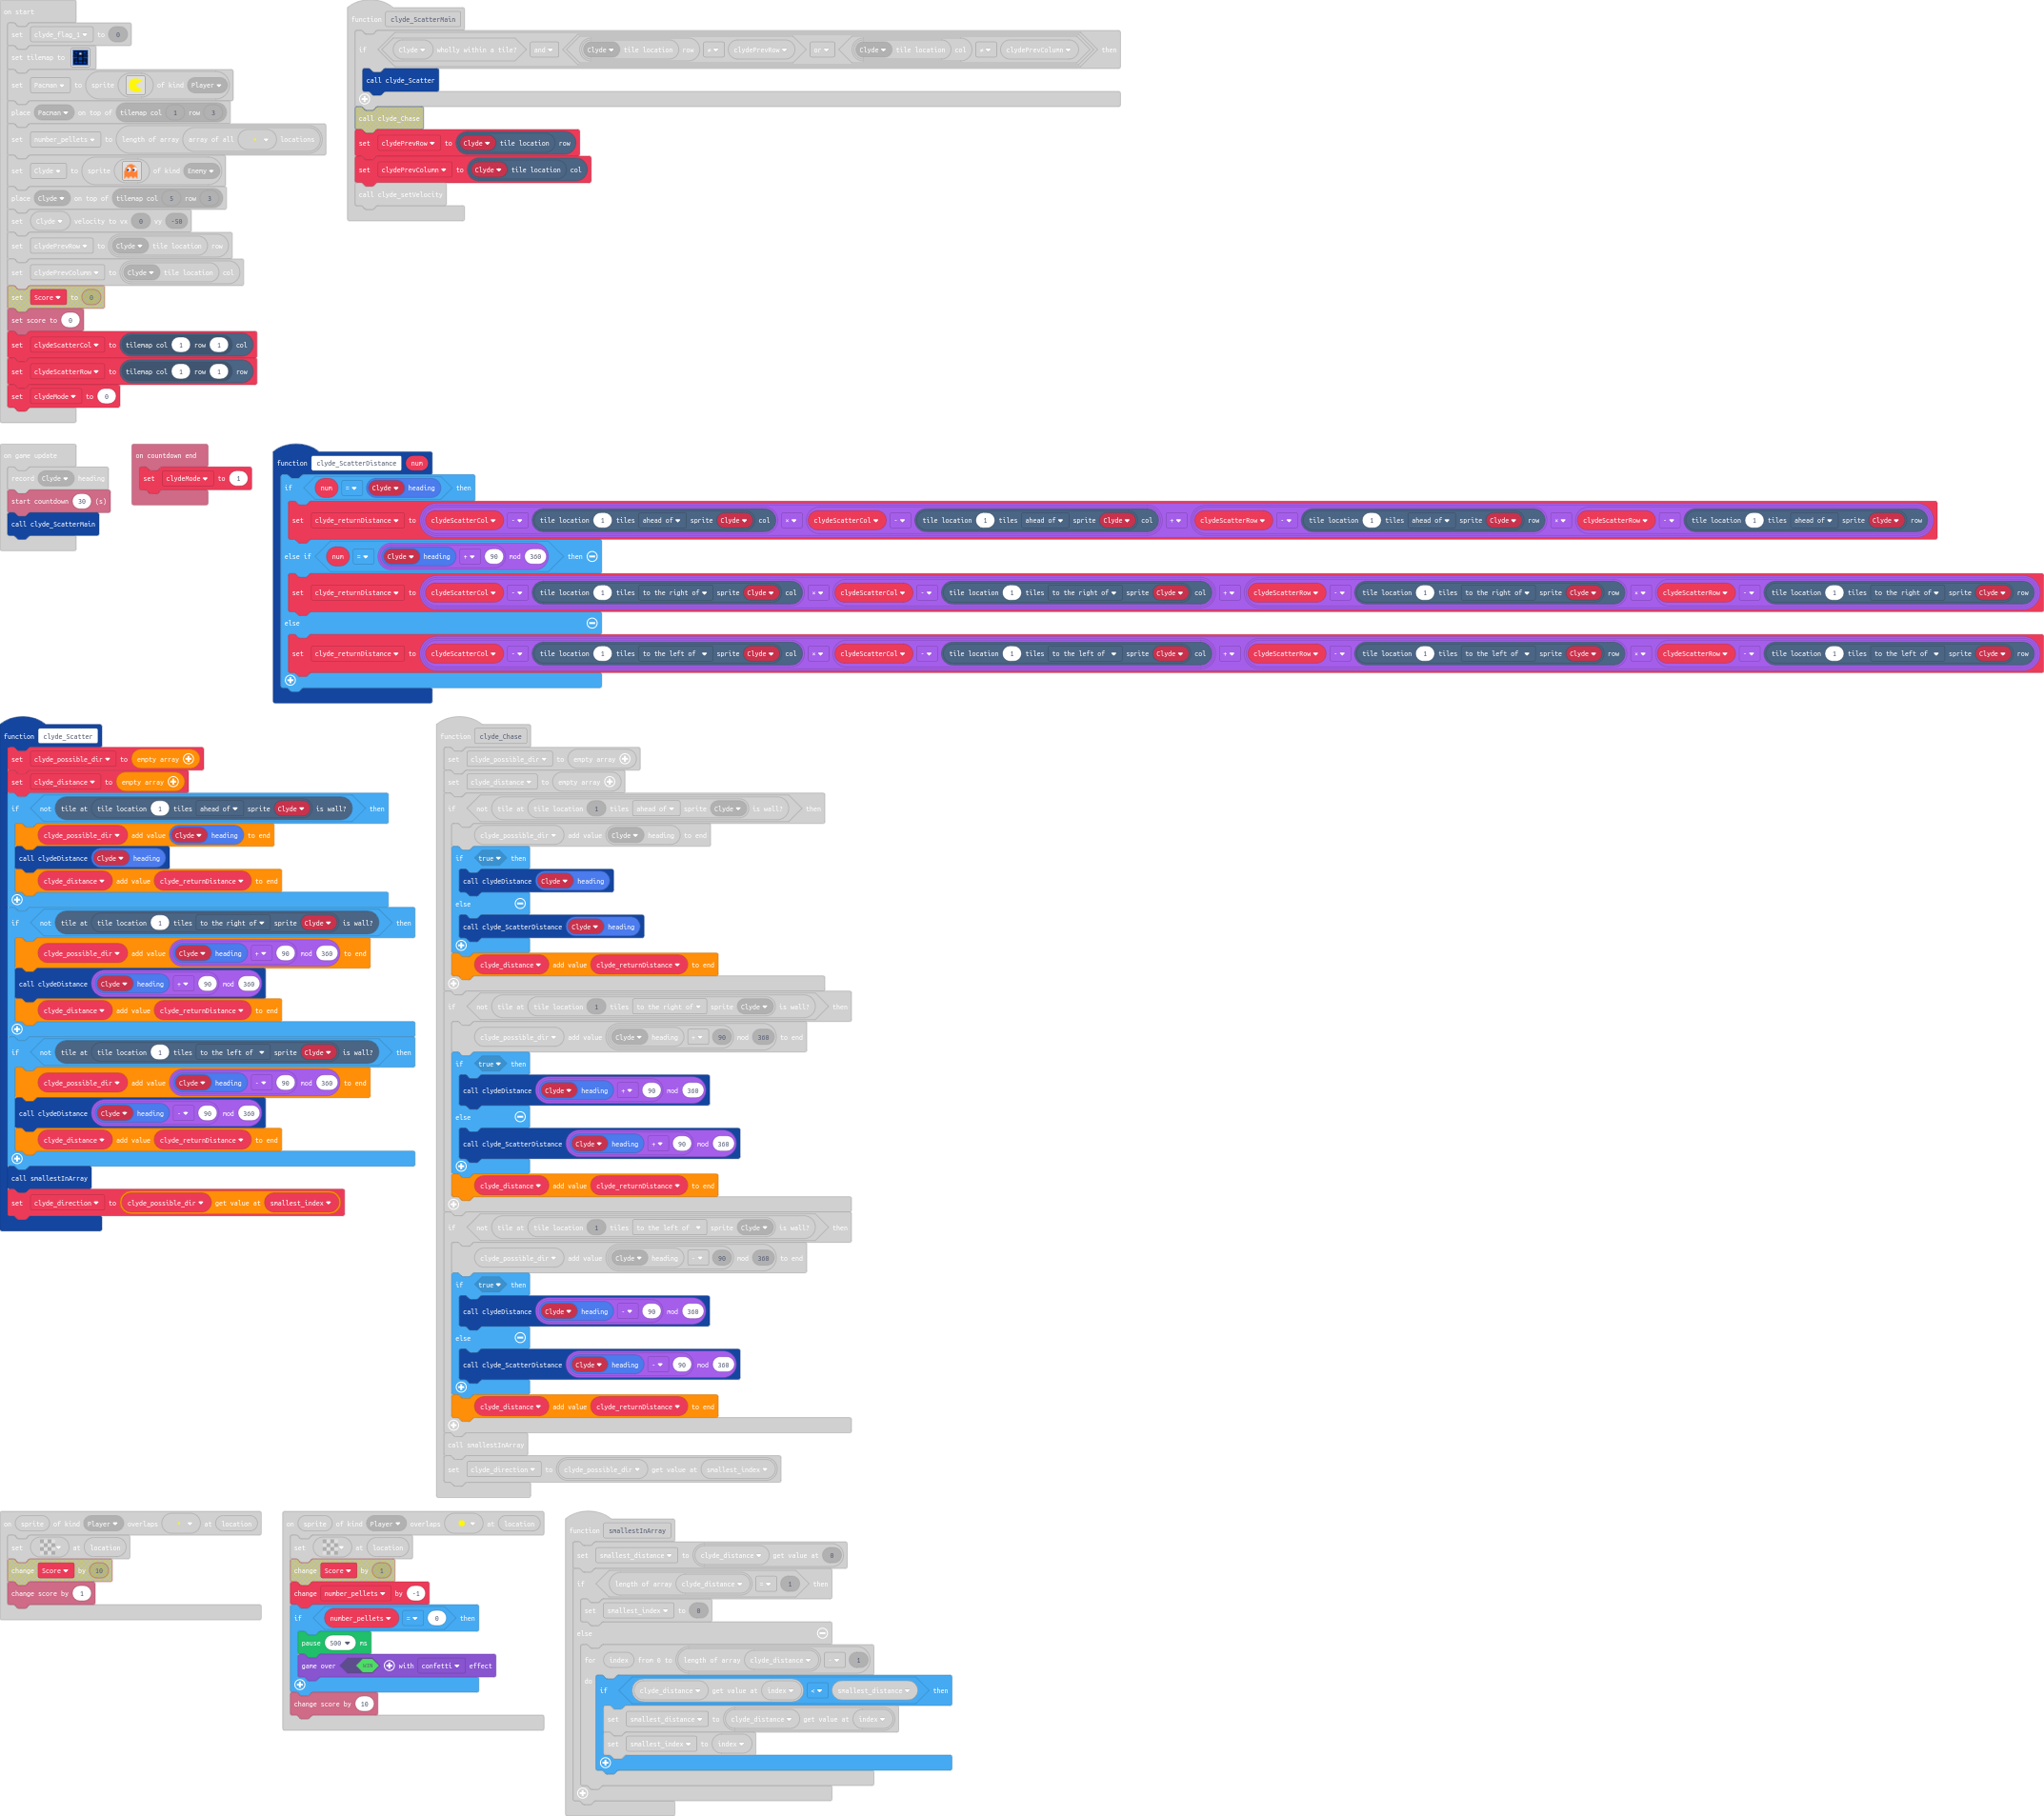 on start
set clyde_flag_1 to 0
set tilemap to
set Pacman to sprite of kind Player
place Pacman on top of tilemap col 1 row 3
set number_pellets to length of array array of all locations
set Clyde to sprite of kind Enemy
place Clyde on top of tilemap col 5 row 3
set Clyde velocity to vx 0 vy -50
set clydePrevRow to Clyde tile location row
set clydePrevColumn to Clyde tile location col
set Score to 0
set score to 0
set clydeScatterCol to tilemap col 1 row 1 col
set clydeScatterRow to tilemap col 1 row 1 row
set clydeMode to 0
function clyde_ScatterMain
if Clyde wholly within a tile? and Clyde tile location row ≠ clydePrevRow or Clyde tile location col ≠ clydePrevColumn then
call clyde_Scatter
call clyde_Chase
set clydePrevRow to Clyde tile location row
set clydePrevColumn to Clyde tile location col
call clyde_setVelocity
on game update
record Clyde heading
start countdown 30 (s)
call clyde_ScatterMain
on countdown end
set clydeMode to 1
function clyde_ScatterDistance num
if num = Clyde heading then
set clyde_returnDistance to clydeScatterCol - tile location 1 tiles ahead of sprite Clyde col × clydeScatterCol - tile location 1 tiles ahead of sprite Clyde col + clydeScatterRow - tile location 1 tiles ahead of sprite Clyde row × clydeScatterRow - tile location 1 tiles ahead of sprite Clyde row
else if num = Clyde heading + 90 mod 360 then
set clyde_returnDistance to clydeScatterCol - tile location 1 tiles to the right of sprite Clyde col × clydeScatterCol - tile location 1 tiles to the right of sprite Clyde col + clydeScatterRow - tile location 1 tiles to the right of sprite Clyde row × clydeScatterRow - tile location 1 tiles to the right of sprite Clyde row
else
set clyde_returnDistance to clydeScatterCol - tile location 1 tiles to the left of sprite Clyde col × clydeScatterCol - tile location 1 tiles to the left of sprite Clyde col + clydeScatterRow - tile location 1 tiles to the left of sprite Clyde row × clydeScatterRow - tile location 1 tiles to the left of sprite Clyde row
function clyde_Scatter
set clyde_possible_dir to empty array
set clyde_distance to empty array
if not tile at tile location 1 tiles ahead of sprite Clyde is wall? then
clyde_possible_dir add value Clyde heading to end
call clydeDistance Clyde heading
clyde_distance add value clyde_returnDistance to end
if not tile at tile location 1 tiles to the right of sprite Clyde is wall? then
clyde_possible_dir add value Clyde heading + 90 mod 360 to end
call clydeDistance Clyde heading + 90 mod 360
clyde_distance add value clyde_returnDistance to end
if not tile at tile location 1 tiles to the left of sprite Clyde is wall? then
clyde_possible_dir add value Clyde heading - 90 mod 360 to end
call clydeDistance Clyde heading - 90 mod 360
clyde_distance add value clyde_returnDistance to end
call smallestInArray
set clyde_direction to clyde_possible_dir get value at smallest_index
function clyde_Chase
set clyde_possible_dir to empty array
set clyde_distance to empty array
if not tile at tile location 1 tiles ahead of sprite Clyde is wall? then
clyde_possible_dir add value Clyde heading to end
if true then
call clydeDistance Clyde heading
else
call clyde_ScatterDistance Clyde heading
clyde_distance add value clyde_returnDistance to end
if not tile at tile location 1 tiles to the right of sprite Clyde is wall? then
clyde_possible_dir add value Clyde heading + 90 mod 360 to end
if true then
call clydeDistance Clyde heading + 90 mod 360
else
call clyde_ScatterDistance Clyde heading + 90 mod 360
clyde_distance add value clyde_returnDistance to end
if not tile at tile location 1 tiles to the left of sprite Clyde is wall? then
clyde_possible_dir add value Clyde heading - 90 mod 360 to end
if true then
call clydeDistance Clyde heading - 90 mod 360
else
call clyde_ScatterDistance Clyde heading - 90 mod 360
clyde_distance add value clyde_returnDistance to end
call smallestInArray
set clyde_direction to clyde_possible_dir get value at smallest_index
on sprite of kind Player overlaps at location
set at location
change Score by 10
change score by 1
on sprite of kind Player overlaps at location
set at location
change Score by 1
change number_pellets by -1
if number_pellets = 0 then
pause 500 ms
game over WIN with confetti effect
change score by 10
function smallestInArray
set smallest_distance to clyde_distance get value at 0
if length of array clyde_distance = 1 then
set smallest_index to 0
else
for index from 0 to length of array clyde_distance - 1
do if clyde_distance get value at index < smallest_distance then
set smallest_distance to clyde_distance get value at index
set smallest_index to index